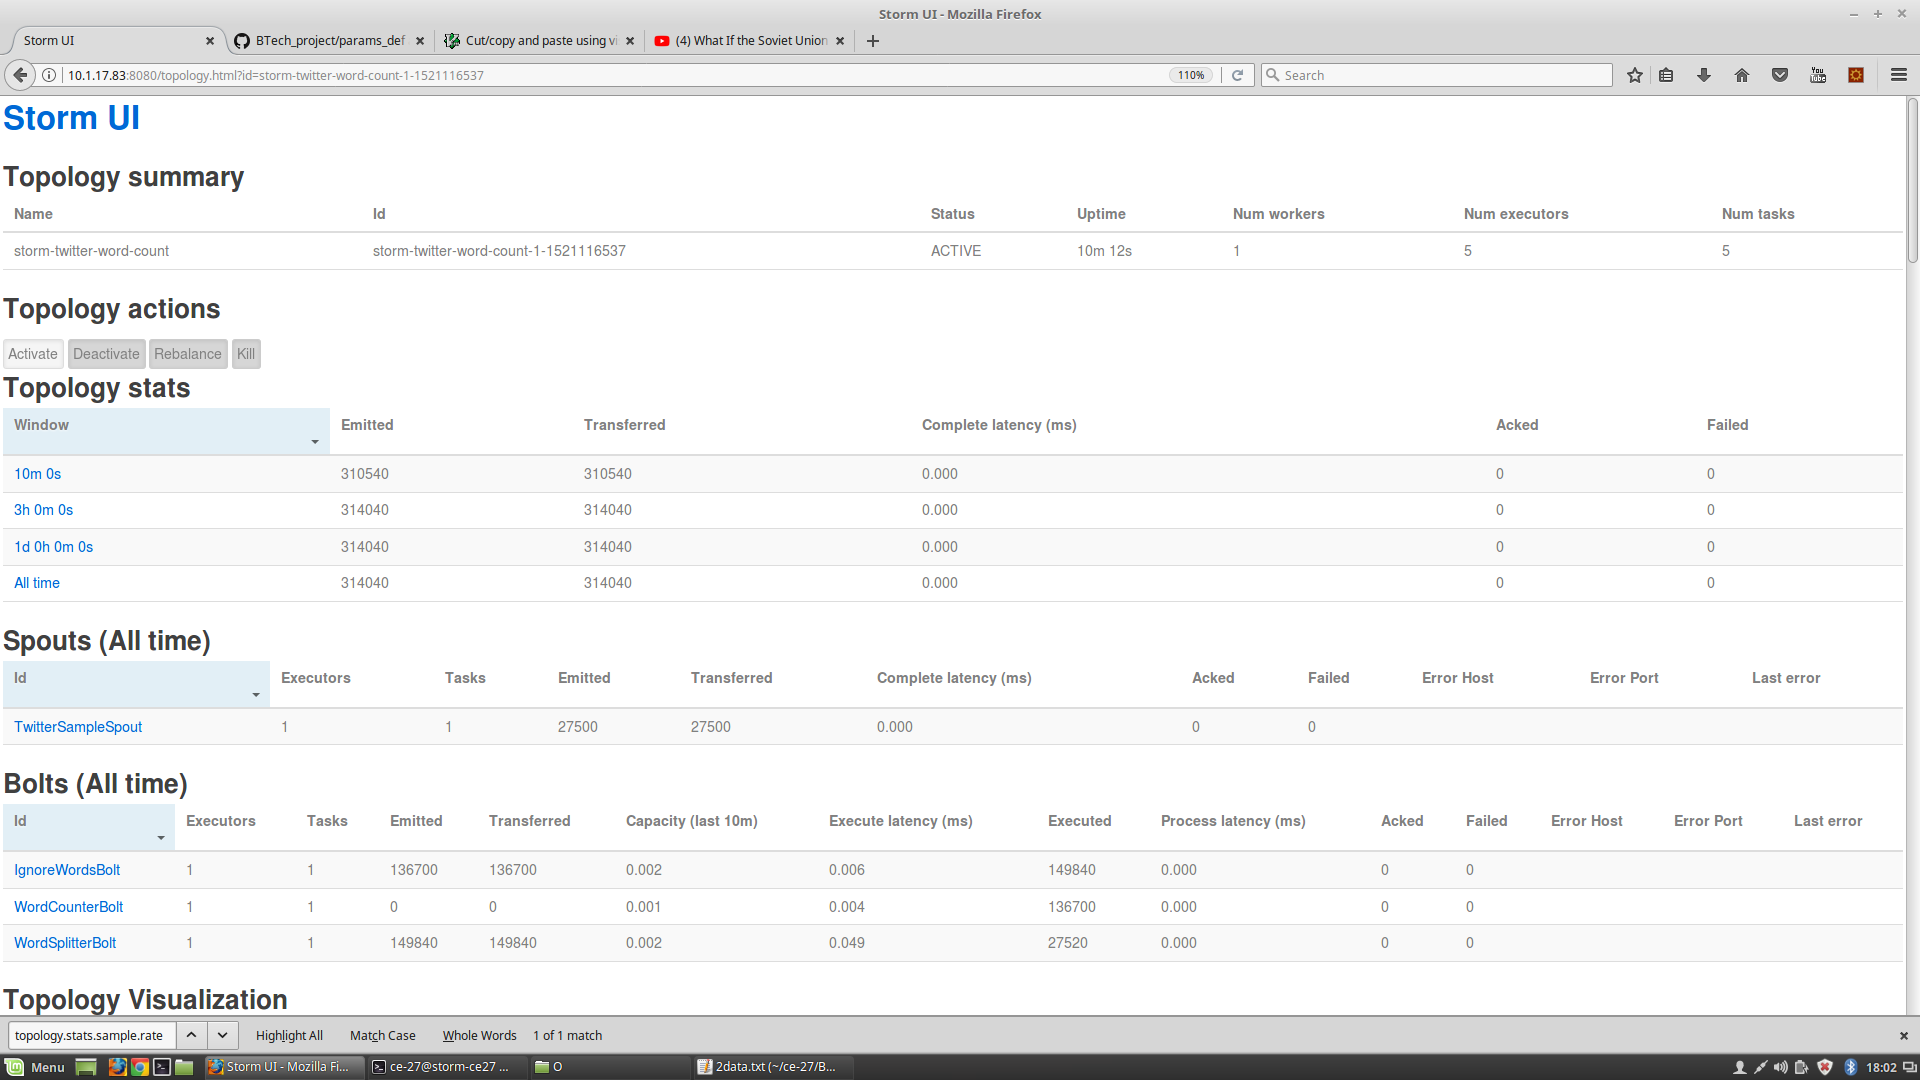 Storm UI - Mozilla Firefox
Storm UI
BTech_project/params_def
Cut/copy and paste using vi
(4) What If the Soviet Union
10.1.17.83:8080/topology.html?id=storm-twitter-word-count-1-1521116537
110%
Search
Storm UI
Topology summary
Name Id Status Uptime Num workers Num executors Num tasks
storm-twitter-word-count storm-twitter-word-count-1-1521116537 ACTIVE 10m 12s 1 5 5
Topology actions
Activate Deactivate Rebalance Kill
Topology stats
Window Emitted Transferred Complete latency (ms) Acked Failed
10m 0s 310540 310540 0.000 0 0
3h 0m 0s 314040 314040 0.000 0 0
1d 0h 0m 0s 314040 314040 0.000 0 0
All time 314040 314040 0.000 0 0
Spouts (All time)
Id Executors Tasks Emitted Transferred Complete latency (ms) Acked Failed Error Host Error Port Last error
TwitterSampleSpout 1 1 27500 27500 0.000 0 0
Bolts (All time)
Id Executors Tasks Emitted Transferred Capacity (last 10m) Execute latency (ms) Executed Process latency (ms) Acked Failed Error Host Error Port Last error
IgnoreWordsBolt 1 1 136700 136700 0.002 0.006 149840 0.000 0 0
WordCounterBolt 1 1 0 0 0.001 0.004 136700 0.000 0 0
WordSplitterBolt 1 1 149840 149840 0.002 0.049 27520 0.000 0 0
Topology Visualization
topology.stats.sample.rate Highlight All Match Case Whole Words 1 of 1 match
Menu Storm UI - Mozilla Fi... ce-27@storm-ce27 ... O 2data.txt (~/ce-27/B... 18:02